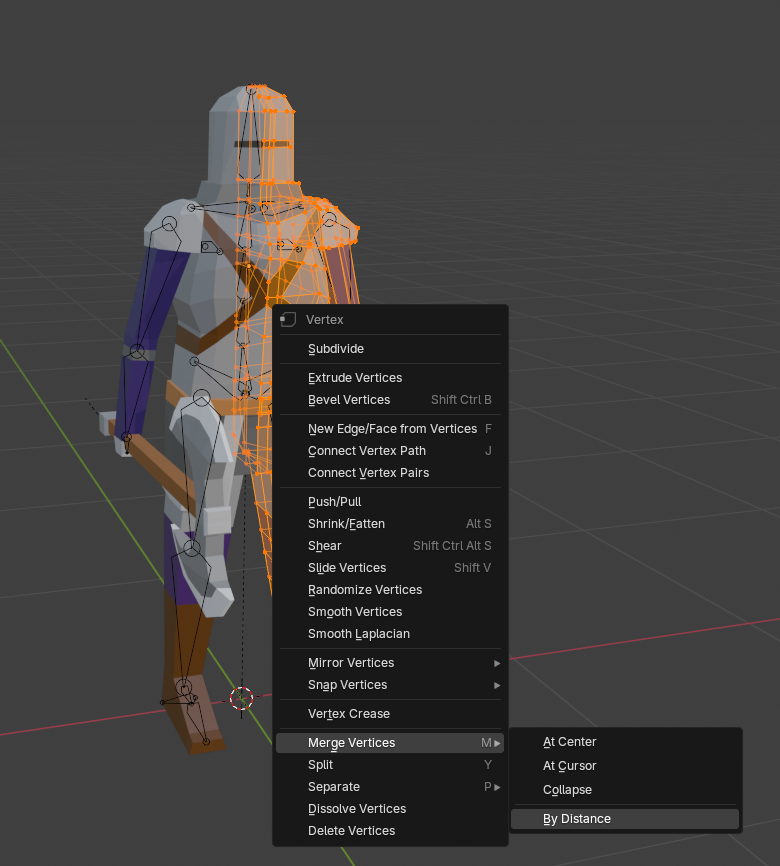 Vertex
Subdivide
Extrude Vertices
Bevel Vertices Shift Ctrl B
New Edge/Face from Vertices F
Connect Vertex Path J
Connect Vertex Pairs
Push/Pull
Shrink/Fatten Alt S
Shear Shift Ctrl Alt S
Slide Vertices Shift V
Randomize Vertices
Smooth Vertices
Smooth Laplacian
Mirror Vertices
Snap Vertices
Vertex Crease
Merge Vertices M
Split Y
Separate P
Dissolve Vertices
Delete Vertices
At Center
At Cursor
Collapse
By Distance